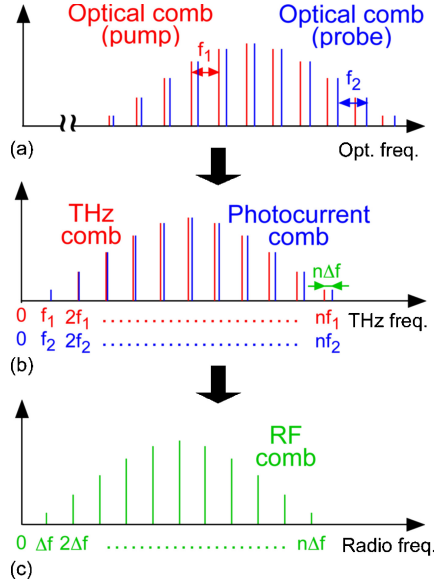 Optical comb Optical comb
(pump) (probe)
f₁ f₂
(a) Opt. freq.
THz Photocurrent
comb comb
nΔf
0 f₁ 2f₁ ........................ nf₁ THz freq.
0 f₂ 2f₂ ........................ nf₂
(b)
RF
comb
0 Δf 2Δf ........................ nΔf Radio freq.
(c)